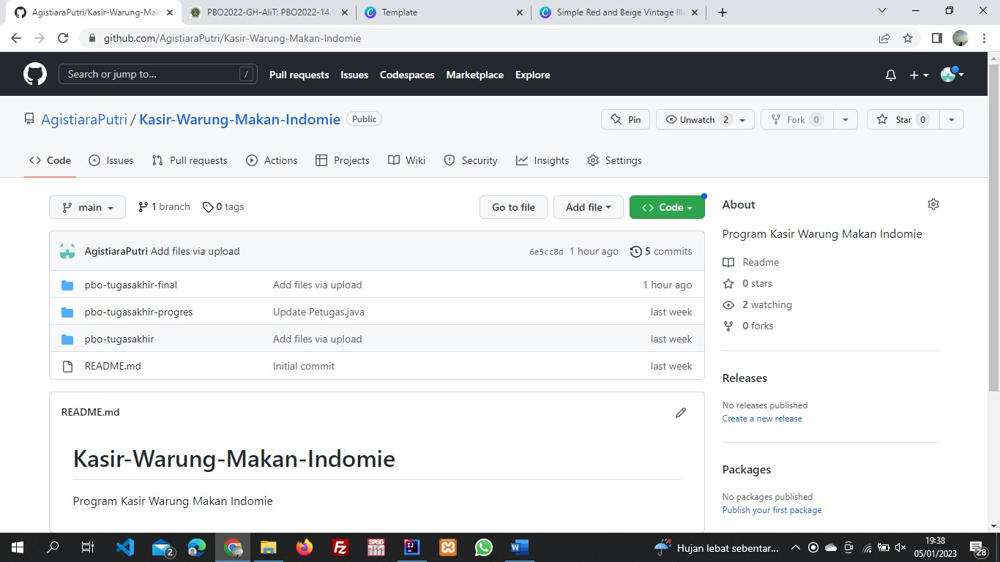 AgistiaraPutri/Kasir-Warung-Mak
PBO2022-GH-AliT: PBO2022-14.1
Template
Simple Red and Beige Vintage Ill
github.com/AgistiaraPutri/Kasir-Warung-Makan-Indomie
Search or jump to... /
Pull requests Issues Codespaces Marketplace Explore
AgistiaraPutri / Kasir-Warung-Makan-Indomie Public
Pin Unwatch 2 Fork 0 Star 0
Code Issues Pull requests Actions Projects Wiki Security Insights Settings
main 1 branch 0 tags Go to file Add file Code
AgistiaraPutri Add files via upload 6e5cc8d 1 hour ago 5 commits
pbo-tugasakhir-final Add files via upload 1 hour ago
pbo-tugasakhir-progres Update Petugas.java last week
pbo-tugasakhir Add files via upload last week
README.md Initial commit last week
README.md
Kasir-Warung-Makan-Indomie
Program Kasir Warung Makan Indomie
About
Program Kasir Warung Makan Indomie
Readme
0 stars
2 watching
0 forks
Releases
No releases published
Create a new release
Packages
No packages published
Publish your first package
2
SPSS
Hujan lebat sebentar...
19:38
05/01/2023
28